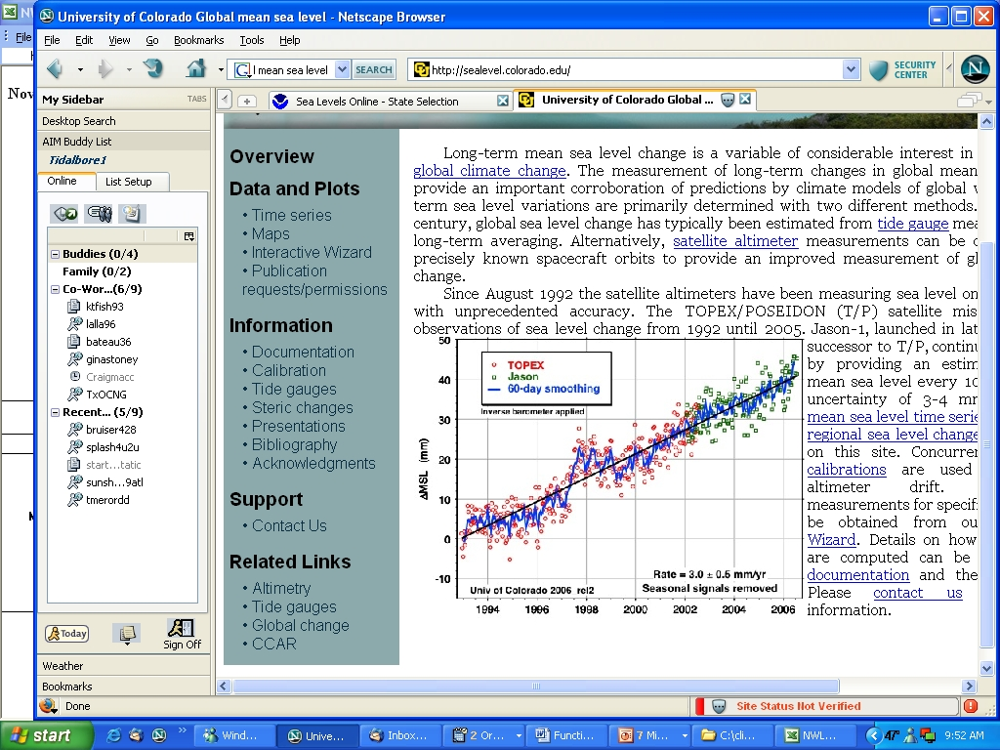 University of Colorado Global mean sea level - Netscape Browser
File Edit View Go Bookmarks Tools Help
File
l mean sea level SEARCH http://sealevel.colorado.edu/ SECURITY CENTER
My Sidebar TABS
Sea Levels Online - State Selection University of Colorado Global ...
Nov
Desktop Search
AIM Buddy List
Tidalbore1
Online List Setup
Buddies (0/4)
Family (0/2)
Co-Wor...(6/9)
ktfish93
lalla96
bateau36
ginastoney
Craigmacc
TxOCNG
Recent... (5/9)
bruiser428
splash4u2u
start...tatic
sunsh...9atl
tmerordd
Today
Sign Off
Weather
Bookmarks
Overview
Data and Plots
• Time series
• Maps
• Interactive Wizard
• Publication
requests/permissions
Information
• Documentation
• Calibration
• Tide gauges
• Steric changes
• Presentations
• Bibliography
• Acknowledgments
Support
• Contact Us
Related Links
• Altimetry
• Tide gauges
• Global change
• CCAR
Long-term mean sea level change is a variable of considerable interest in
global climate change. The measurement of long-term changes in global mean
provide an important corroboration of predictions by climate models of global
term sea level variations are primarily determined with two different methods.
century, global sea level change has typically been estimated from tide gauge mea
long-term averaging. Alternatively, satellite altimeter measurements can be c
precisely known spacecraft orbits to provide an improved measurement of gl
change.
Since August 1992 the satellite altimeters have been measuring sea level on
with unprecedented accuracy. The TOPEX/POSEIDON (T/P) satellite mis
observations of sea level change from 1992 until 2005. Jason-1, launched in lat
successor to T/P, continu
by providing an estim
mean sea level every 10
uncertainty of 3-4 mm
mean sea level time serie
regional sea level change
on this site. Concurren
calibrations are used
altimeter drift.
measurements for specif
be obtained from ou
Wizard. Details on how
are computed can be
documentation and the
Please contact us
information.
50
40
30
20
10
0
-10
ΔMSL (mm)
TOPEX
Jason
60-day smoothing
Inverse barometer applied
Rate = 3.0 ± 0.5 mm/yr
Seasonal signals removed
Univ of Colorado 2006_rel2
1994 1996 1998 2000 2002 2004 2006
Done
Site Status Not Verified
start Wind... Unive... Inbox... 2 Or... Functi... 7 Mi... C:\cli... NWL... 47° 9:52 AM